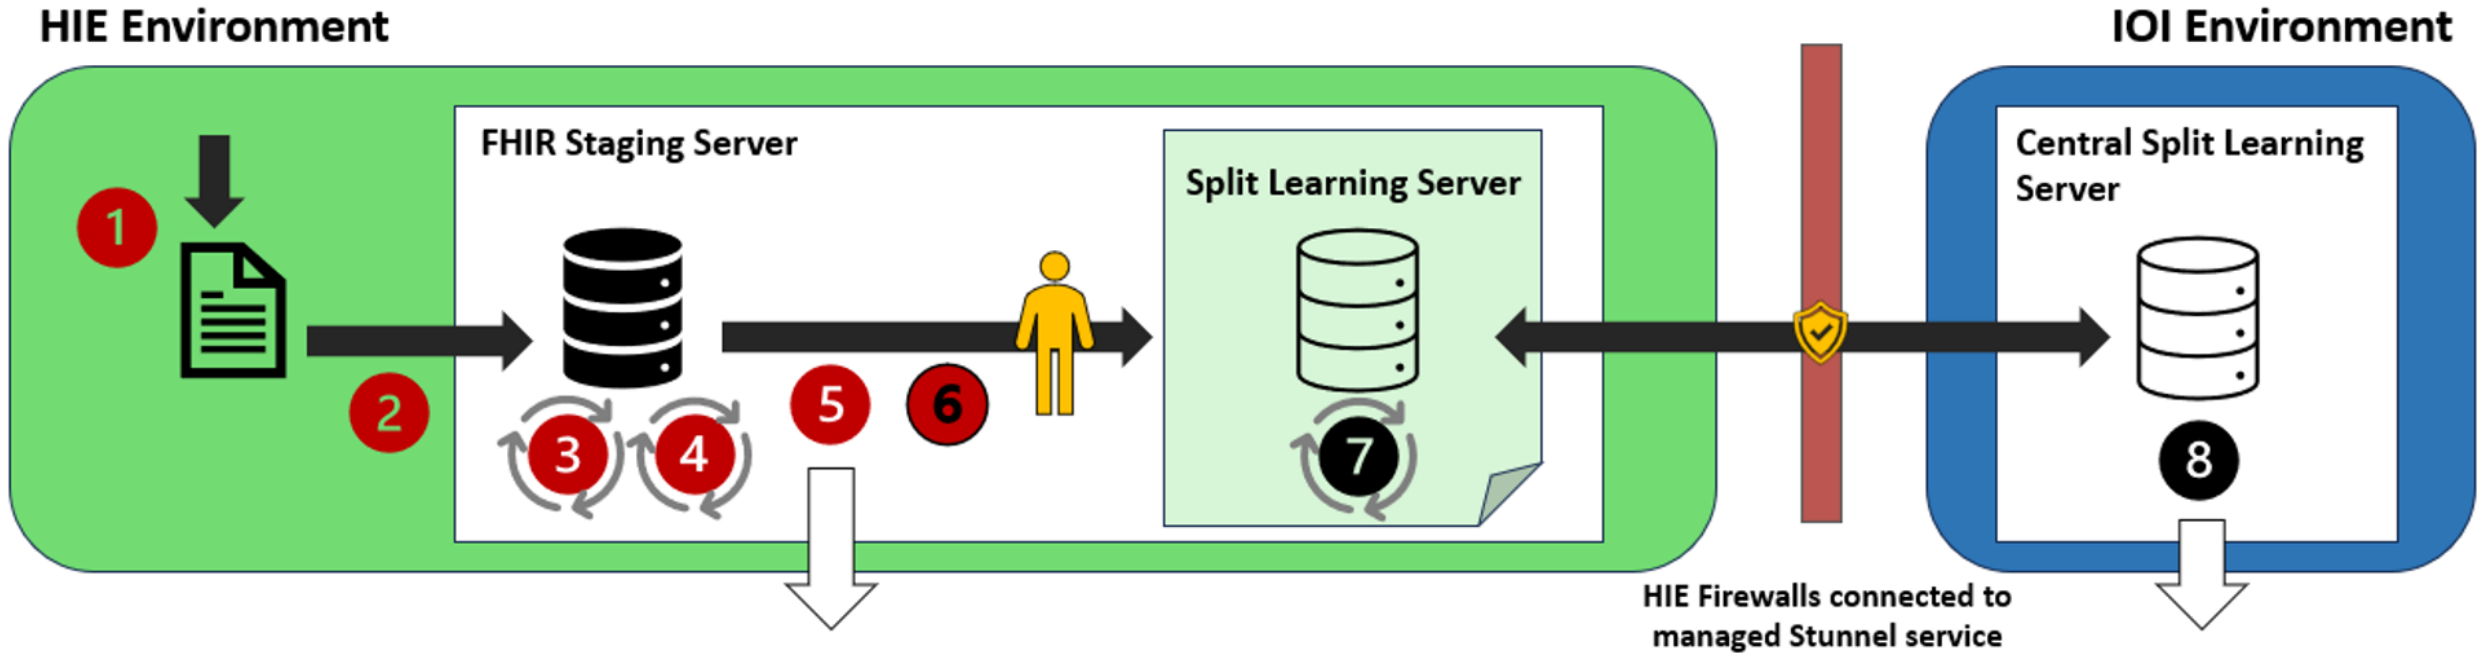 HIE Environment
IOI Environment
FHIR Staging Server
Split Learning Server
Central Split Learning
Server
1
2
3
4
5
6
7
8
HIE Firewalls connected to
managed Stunnel service